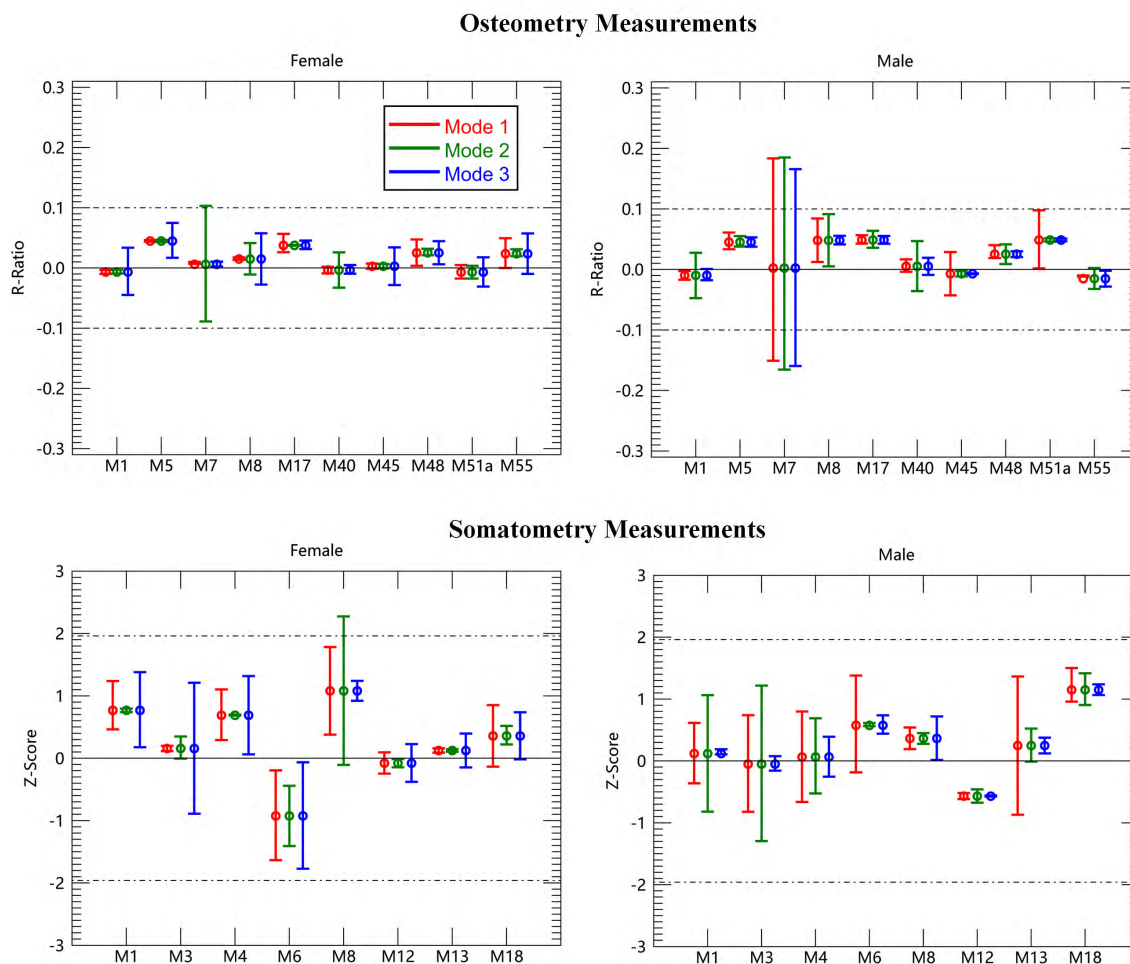 Osteometry Measurements
Female
Male
0.3
0.2
0.1
0.0
-0.1
-0.2
-0.3
R-Ratio
Mode 1
Mode 2
Mode 3
M1 M5 M7 M8 M17 M40 M45 M48 M51a M55
0.3
0.2
0.1
0.0
-0.1
-0.2
-0.3
R-Ratio
M1 M5 M7 M8 M17 M40 M45 M48 M51a M55
Somatometry Measurements
Female
Male
3
2
1
0
-1
-2
-3
Z-Score
M1 M3 M4 M6 M8 M12 M13 M18
3
2
1
0
-1
-2
-3
Z-Score
M1 M3 M4 M6 M8 M12 M13 M18